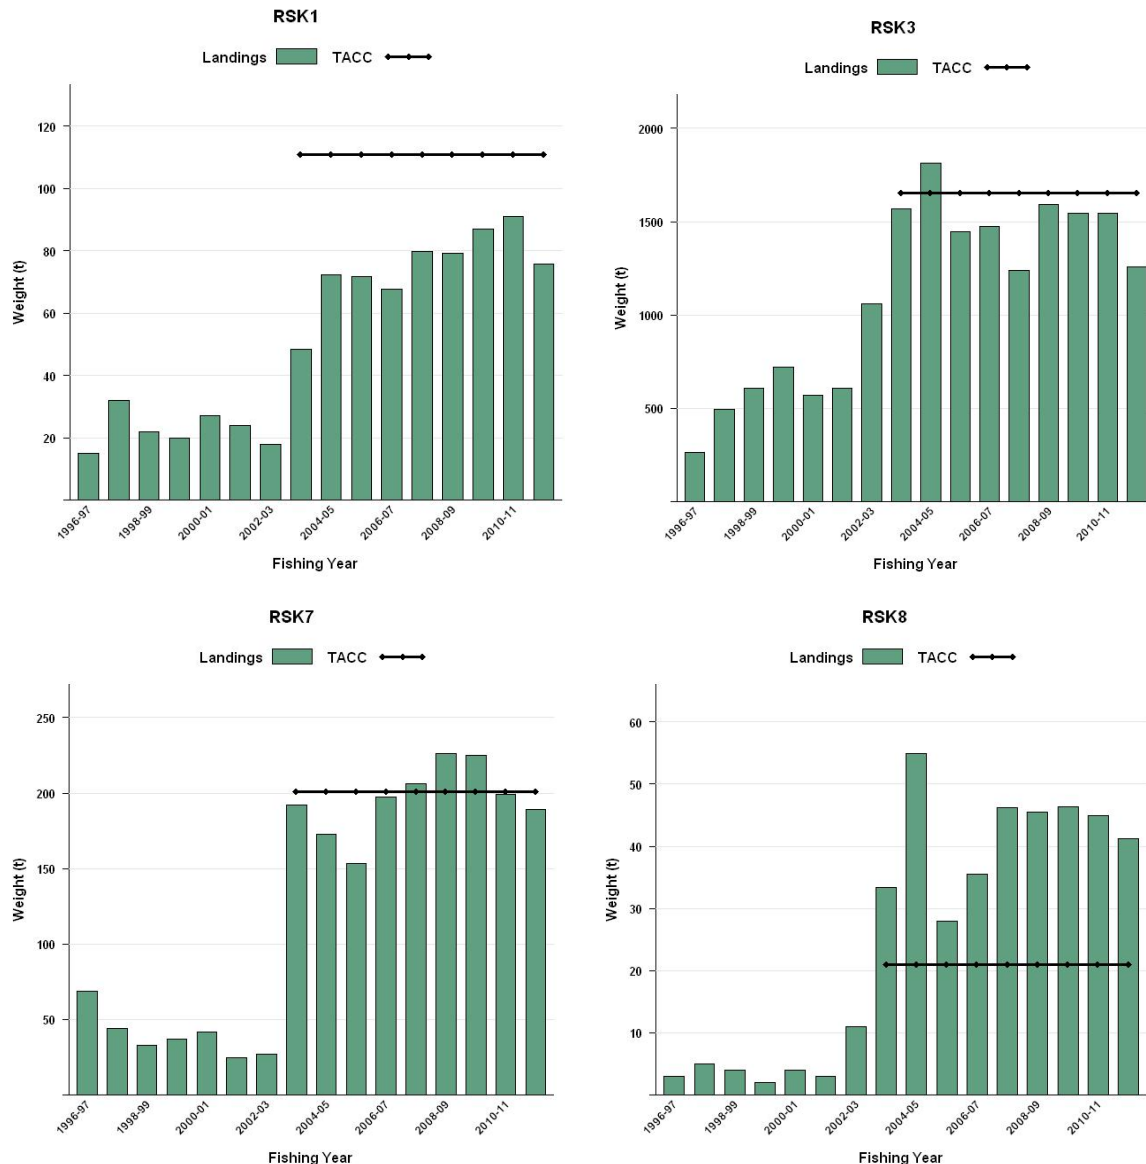 RSK1
Landings TACC
120
100
80
60
40
20
Weight (t)
1996-97 1998-99 2000-01 2002-03 2004-05 2006-07 2008-09 2010-11
Fishing Year
RSK3
Landings TACC
2000
1500
1000
500
Weight (t)
1996-97 1998-99 2000-01 2002-03 2004-05 2006-07 2008-09 2010-11
Fishing Year
RSK7
Landings TACC
250
200
150
100
50
Weight (t)
1996-97 1998-99 2000-01 2002-03 2004-05 2006-07 2008-09 2010-11
Fishing Year
RSK8
Landings TACC
60
50
40
30
20
10
Weight (t)
1996-97 1998-99 2000-01 2002-03 2004-05 2006-07 2008-09 2010-11
Fishing Year